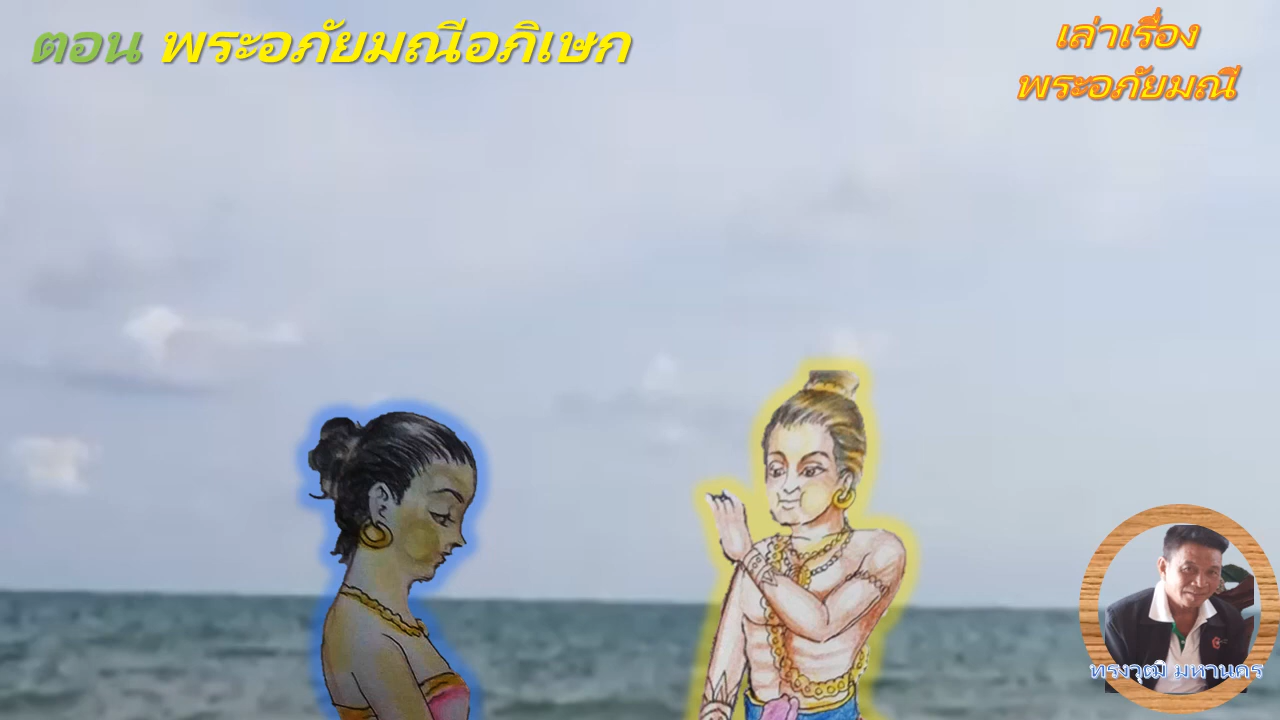 ตอน พระอภัยมณีอภิเษก
เล่าเรื่อง
พระอภัยมณี
ทรงวุฒิ มหานคร